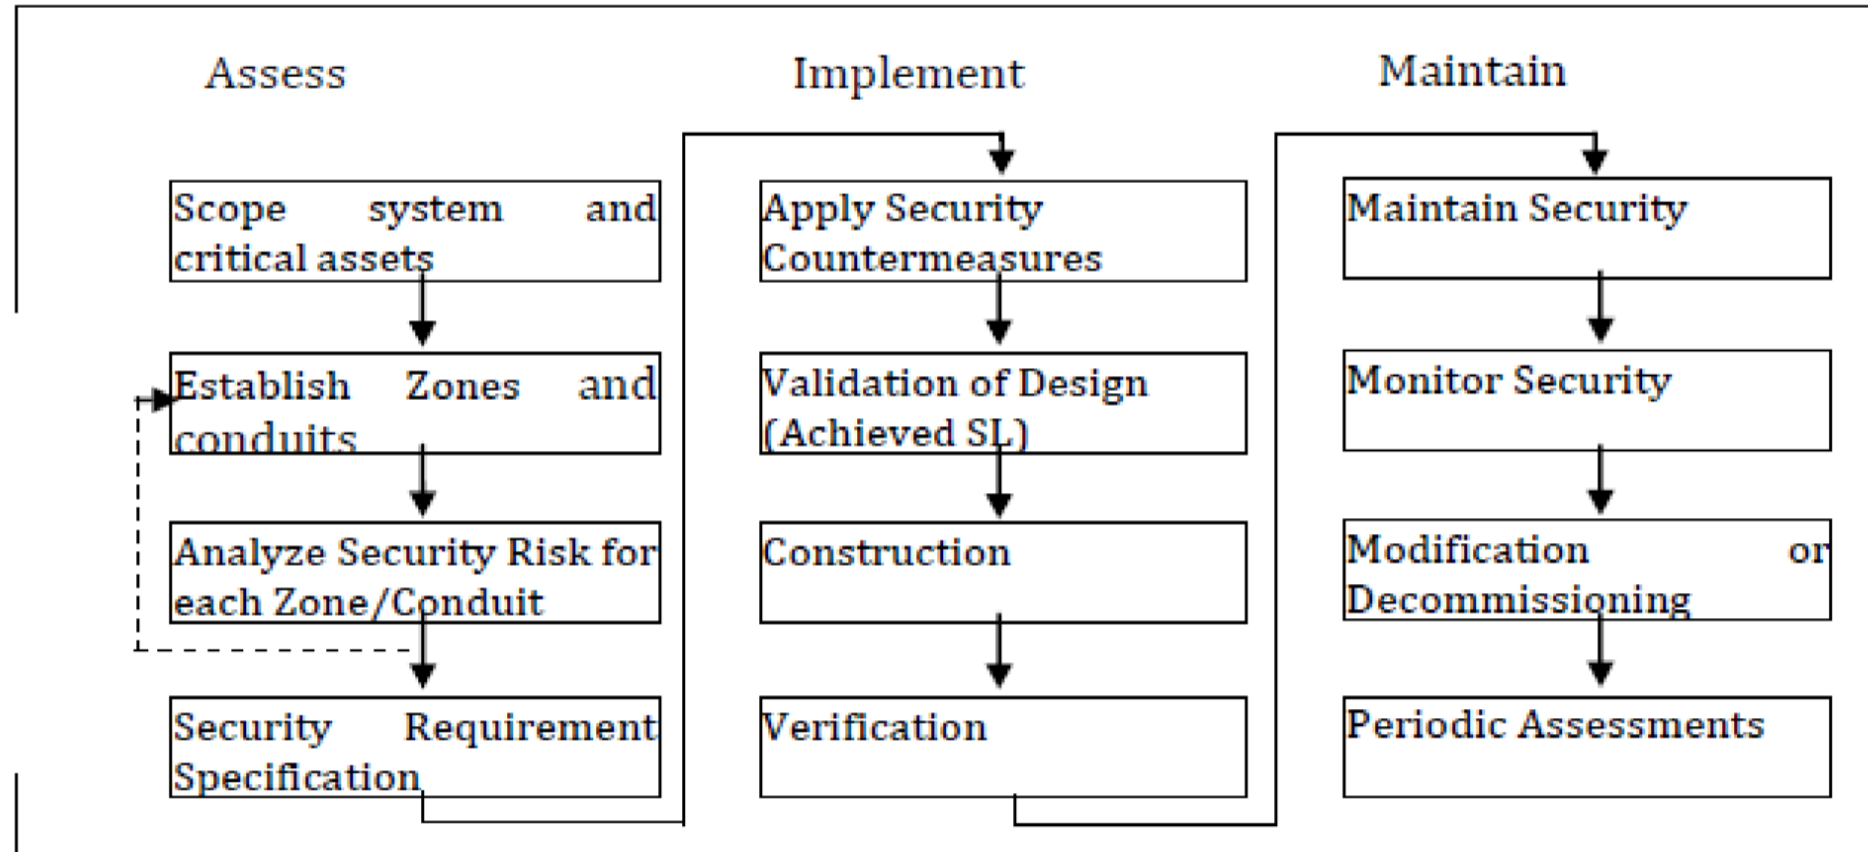 Assess
Scope system and
critical assets
Establish Zones and
conduits
Analyze Security Risk for
each Zone/Conduit
Security Requirement
Specification
Implement
Apply Security
Countermeasures
Validation of Design
(Achieved SL)
Construction
Verification
Maintain
Maintain Security
Monitor Security
Modification or
Decommissioning
Periodic Assessments